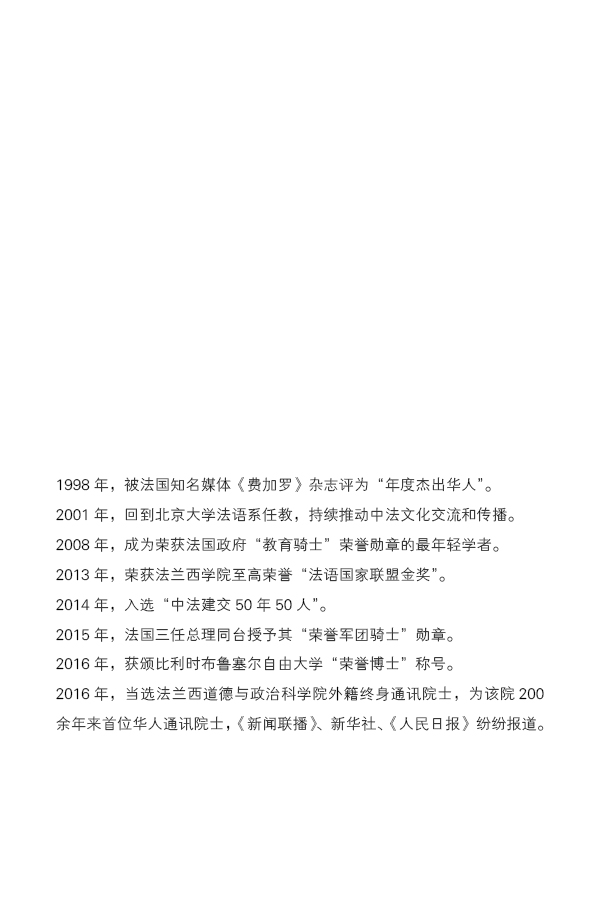 1998 年，被法国知名媒体《费加罗》杂志评为“年度杰出华人”。
2001 年，回到北京大学法语系任教，持续推动中法文化交流和传播。
2008 年，成为荣获法国政府“教育骑士”荣誉勋章的最年轻学者。
2013 年，荣获法兰西学院至高荣誉“法语国家联盟金奖”。
2014 年，入选“中法建交 50 年 50 人”。
2015 年，法国三任总理同台授予其“荣誉军团骑士”勋章。
2016 年，获颁比利时布鲁塞尔自由大学“荣誉博士”称号。
2016 年，当选法兰西道德与政治科学院外籍终身通讯院士，为该院 200
余年来首位华人通讯院士，《新闻联播》、新华社、《人民日报》纷纷报道。